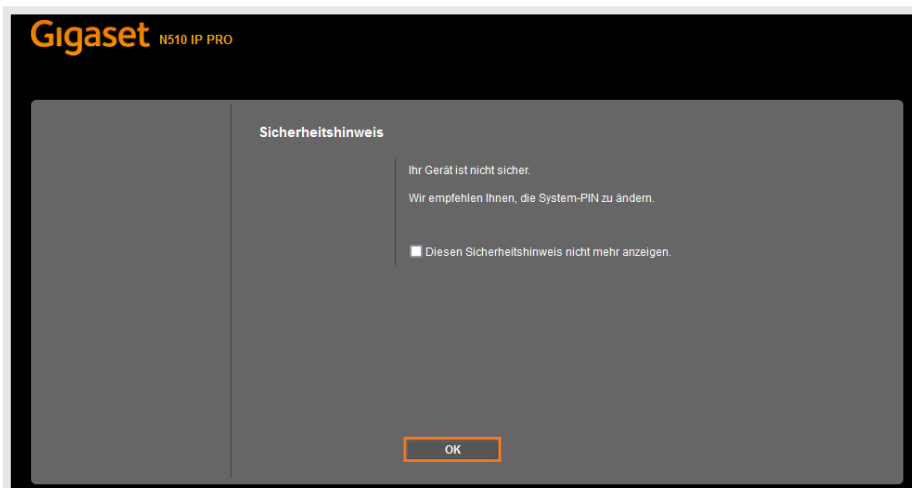 Gigaset N510 IP PRO
Sicherheitshinweis
Ihr Gerät ist nicht sicher.
Wir empfehlen Ihnen, die System-PIN zu ändern.
Diesen Sicherheitshinweis nicht mehr anzeigen.
OK